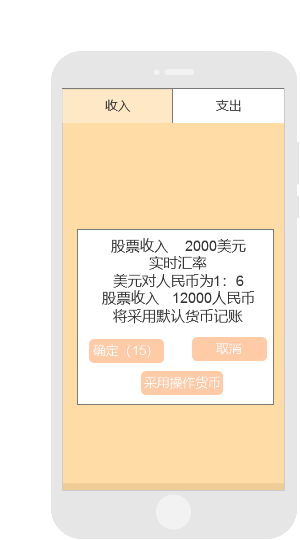 收入 支出
股票收入 2000美元
实时汇率
美元对人民币为1：6
股票收入 12000人民币
将采用默认货币记账
确定（15） 取消
采用操作货币